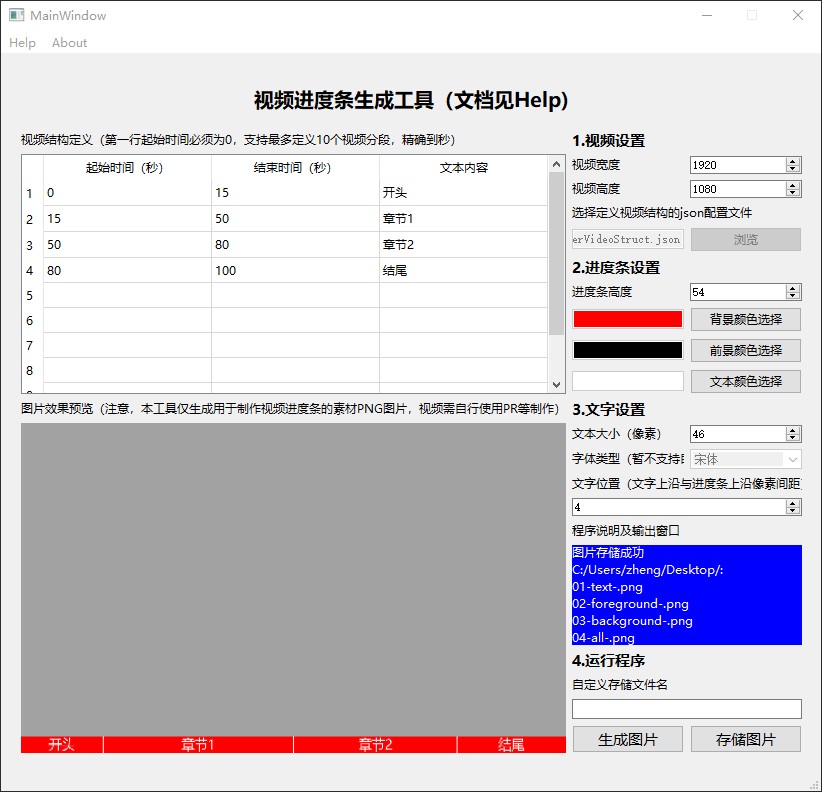 MainWindow
Help About
视频进度条生成工具（文档见Help)
视频结构定义（第一行起始时间必须为0，支持最多定义10个视频分段，精确到秒）
起始时间（秒） 结束时间（秒） 文本内容
1 0 15 开头
2 15 50 章节1
3 50 80 章节2
4 80 100 结尾
5
6
7
8
图片效果预览（注意，本工具仅生成用于制作视频进度条的素材PNG图片，视频需自行使用PR等制作）
开头 章节1 章节2 结尾
1.视频设置
视频宽度 1920
视频高度 1080
选择定义视频结构的json配置文件
erVideoStruct.json 浏览
2.进度条设置
进度条高度 54
背景颜色选择
前景颜色选择
文本颜色选择
3.文字设置
文本大小（像素） 46
字体类型（暂不支持 宋体
文字位置（文字上沿与进度条上沿像素间距
4
程序说明及输出窗口
图片存储成功
C:/Users/zheng/Desktop/:
01-text-.png
02-foreground-.png
03-background-.png
04-all-.png
4.运行程序
自定义存储文件名
生成图片 存储图片